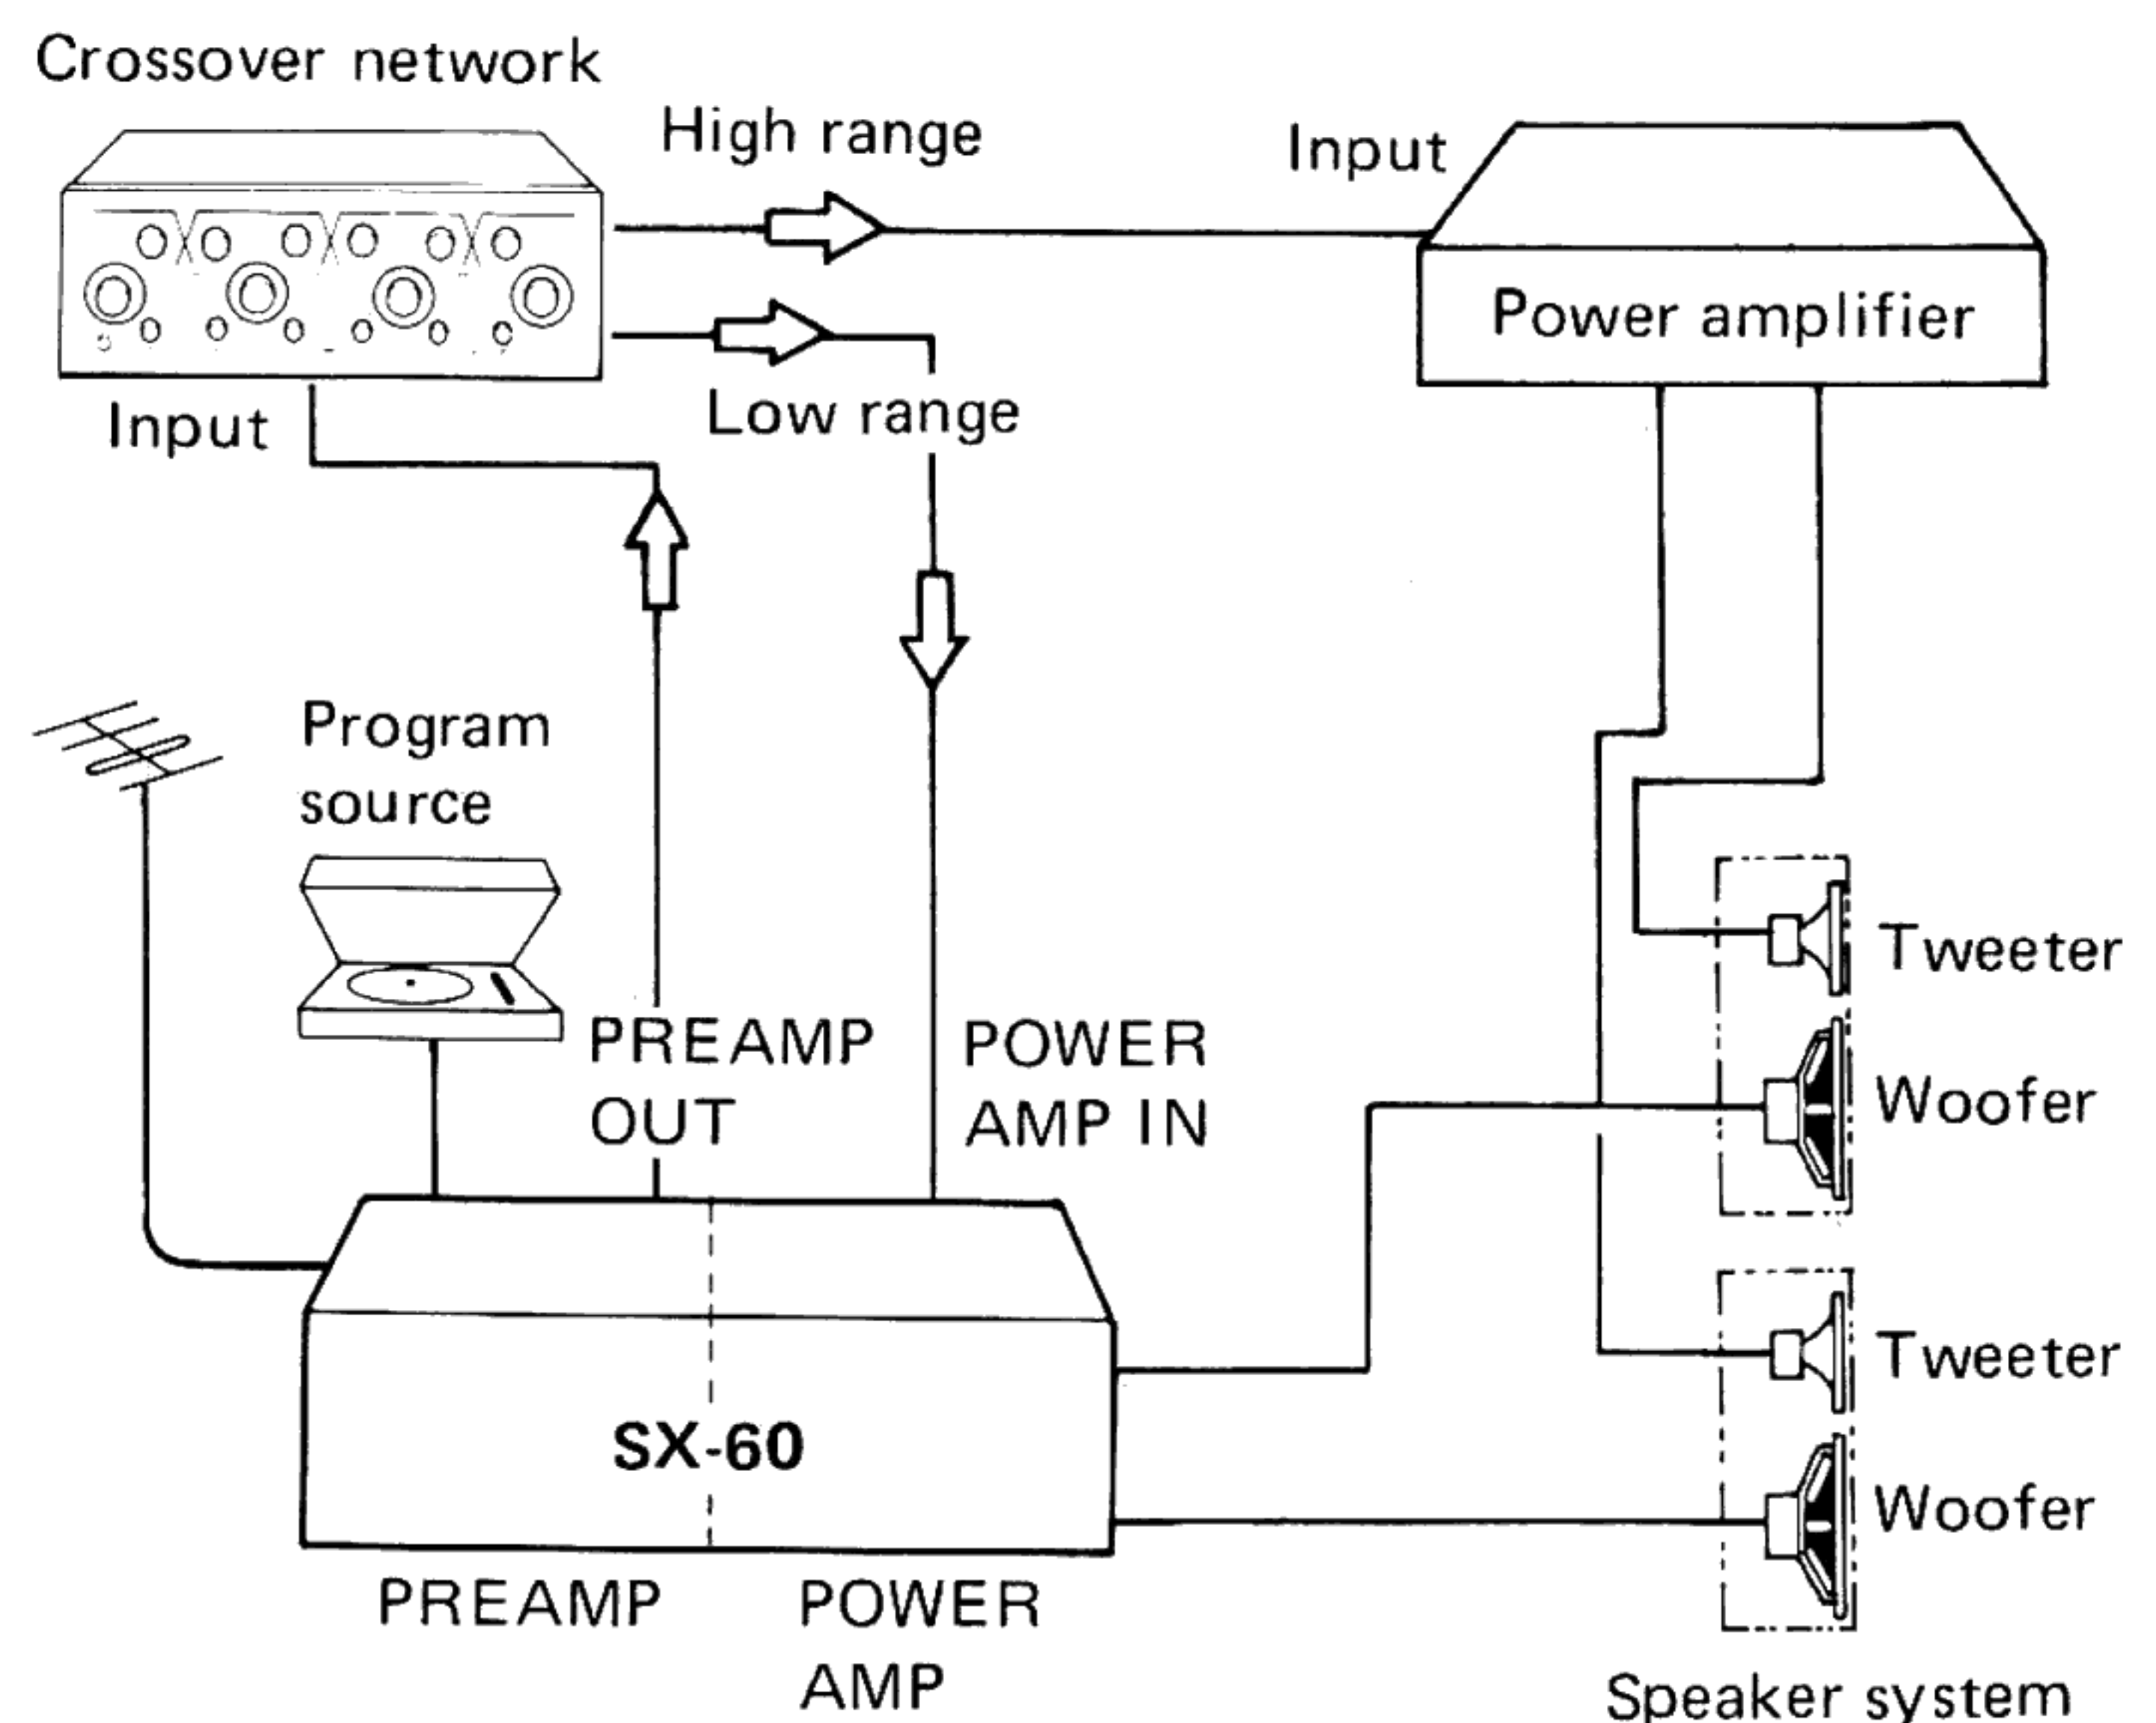 Crossover network
High range
Input
Power amplifier
Input
Low range
Program
source
PREAMP
OUT
POWER
AMP IN
Tweeter
Woofer
Tweeter
Woofer
SX-60
PREAMP
POWER
AMP
Speaker system